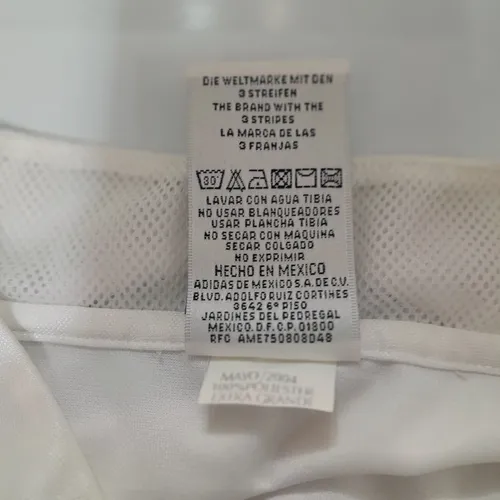 DIE WELTMARKE MIT DEN
3 STREIFEN
THE BRAND WITH THE
3 STRIPES
LA MARCA DE LAS
3 FRANJAS
30°
LAVAR CON AGUA TIBIA
NO USAR BLANQUEADORES
USAR PLANCHA TIBIA
NO SECAR CON MAQUINA
SECAR COLGADO
NO EXPRIMIR
HECHO EN MEXICO
ADIDAS DE MEXICO S.A. DE C.V.
BLVD. ADOLFO RUIZ CORTINES
3642 6º PISO
JARDINES DEL PEDREGAL
MEXICO. D.F. C.P. 01800
RFC AME750808D48
MAYO/2004
100% POLIESTER
EXTRA GRANDE